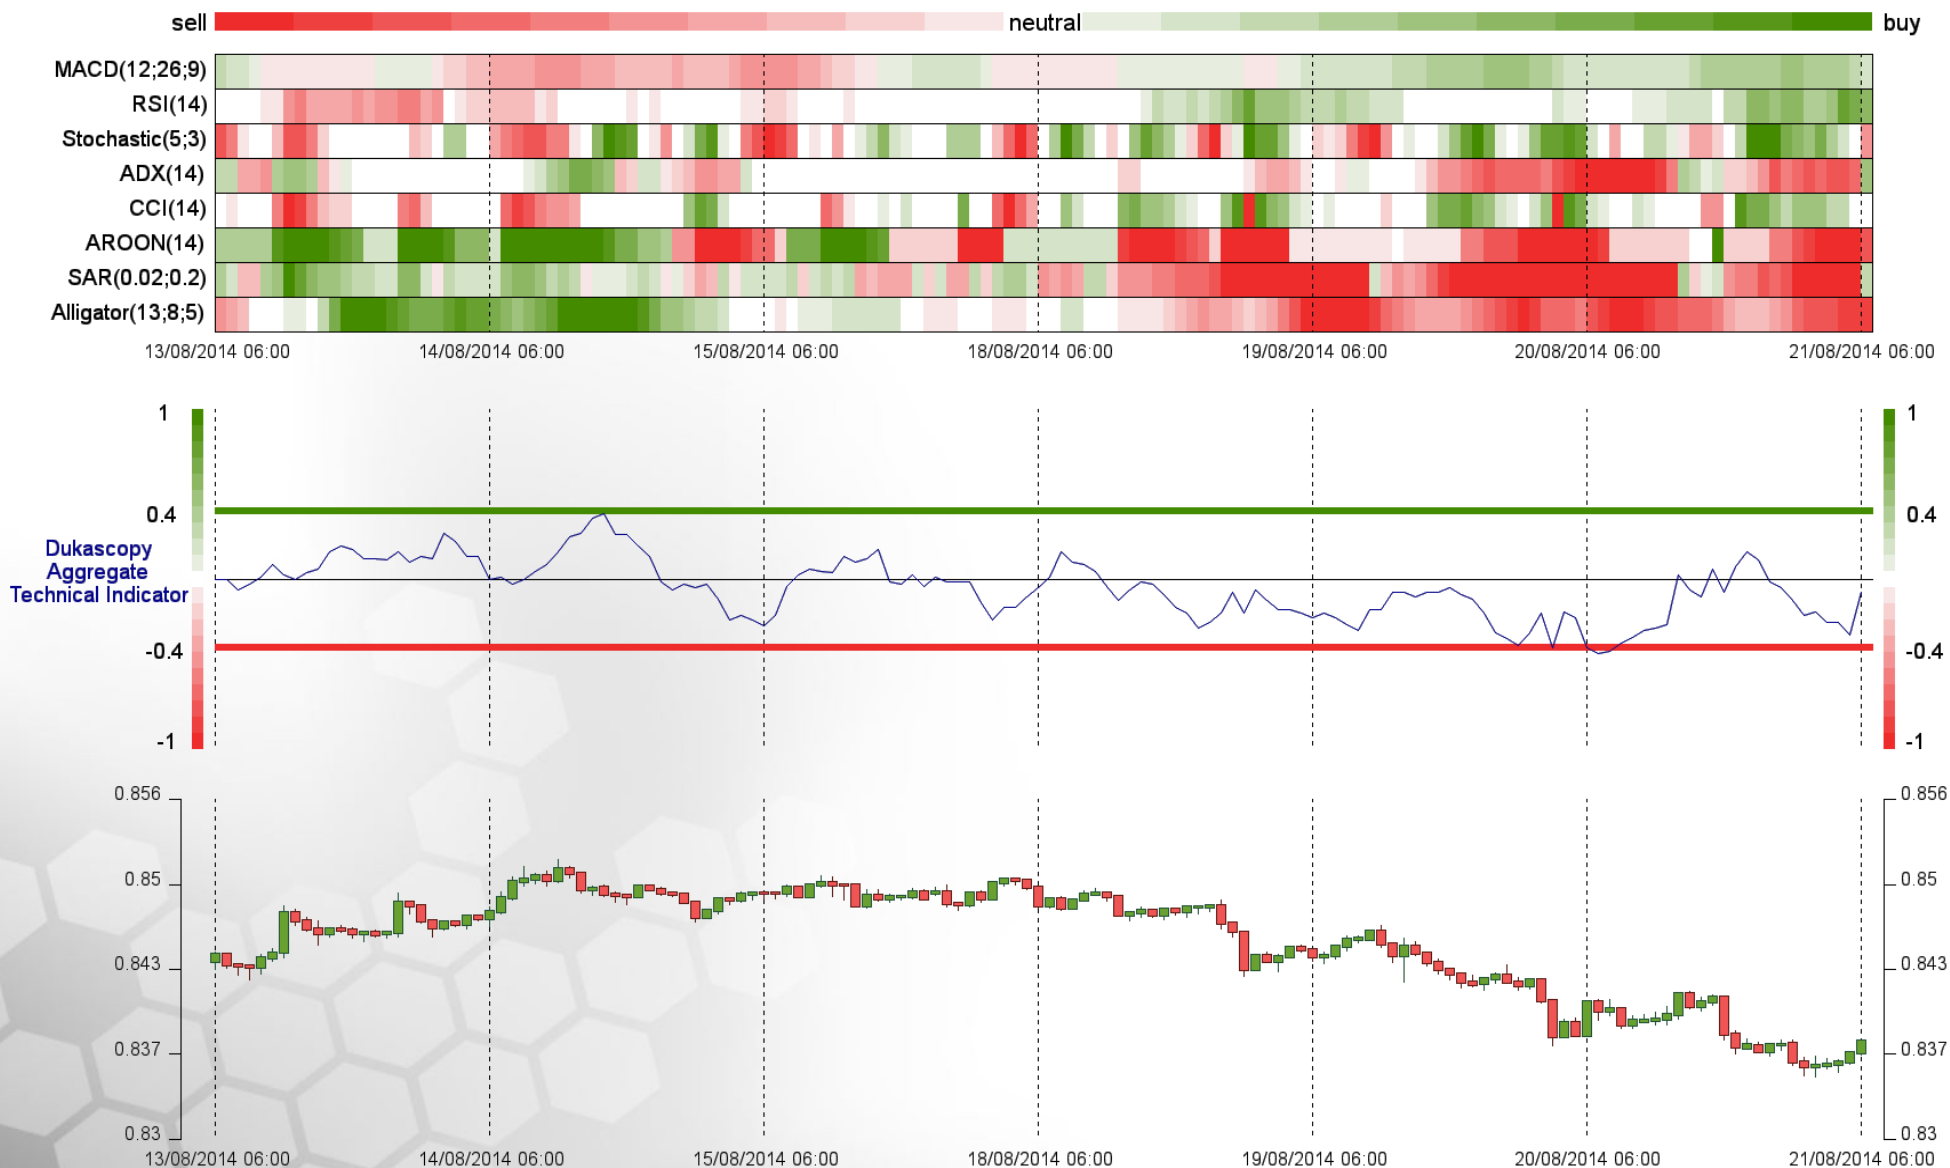 sell neutral buy
MACD(12;26;9)
RSI(14)
Stochastic(5;3)
ADX(14)
CCI(14)
AROON(14)
SAR(0.02;0.2)
Alligator(13;8;5)
13/08/2014 06:00 14/08/2014 06:00 15/08/2014 06:00 18/08/2014 06:00 19/08/2014 06:00 20/08/2014 06:00 21/08/2014 06:00
1 1
0.4 0.4
Dukascopy
Aggregate
Technical Indicator
-0.4 -0.4
-1 -1
0.856 0.856
0.85 0.85
0.843 0.843
0.837 0.837
0.83 0.83
13/08/2014 06:00 14/08/2014 06:00 15/08/2014 06:00 18/08/2014 06:00 19/08/2014 06:00 20/08/2014 06:00 21/08/2014 06:00